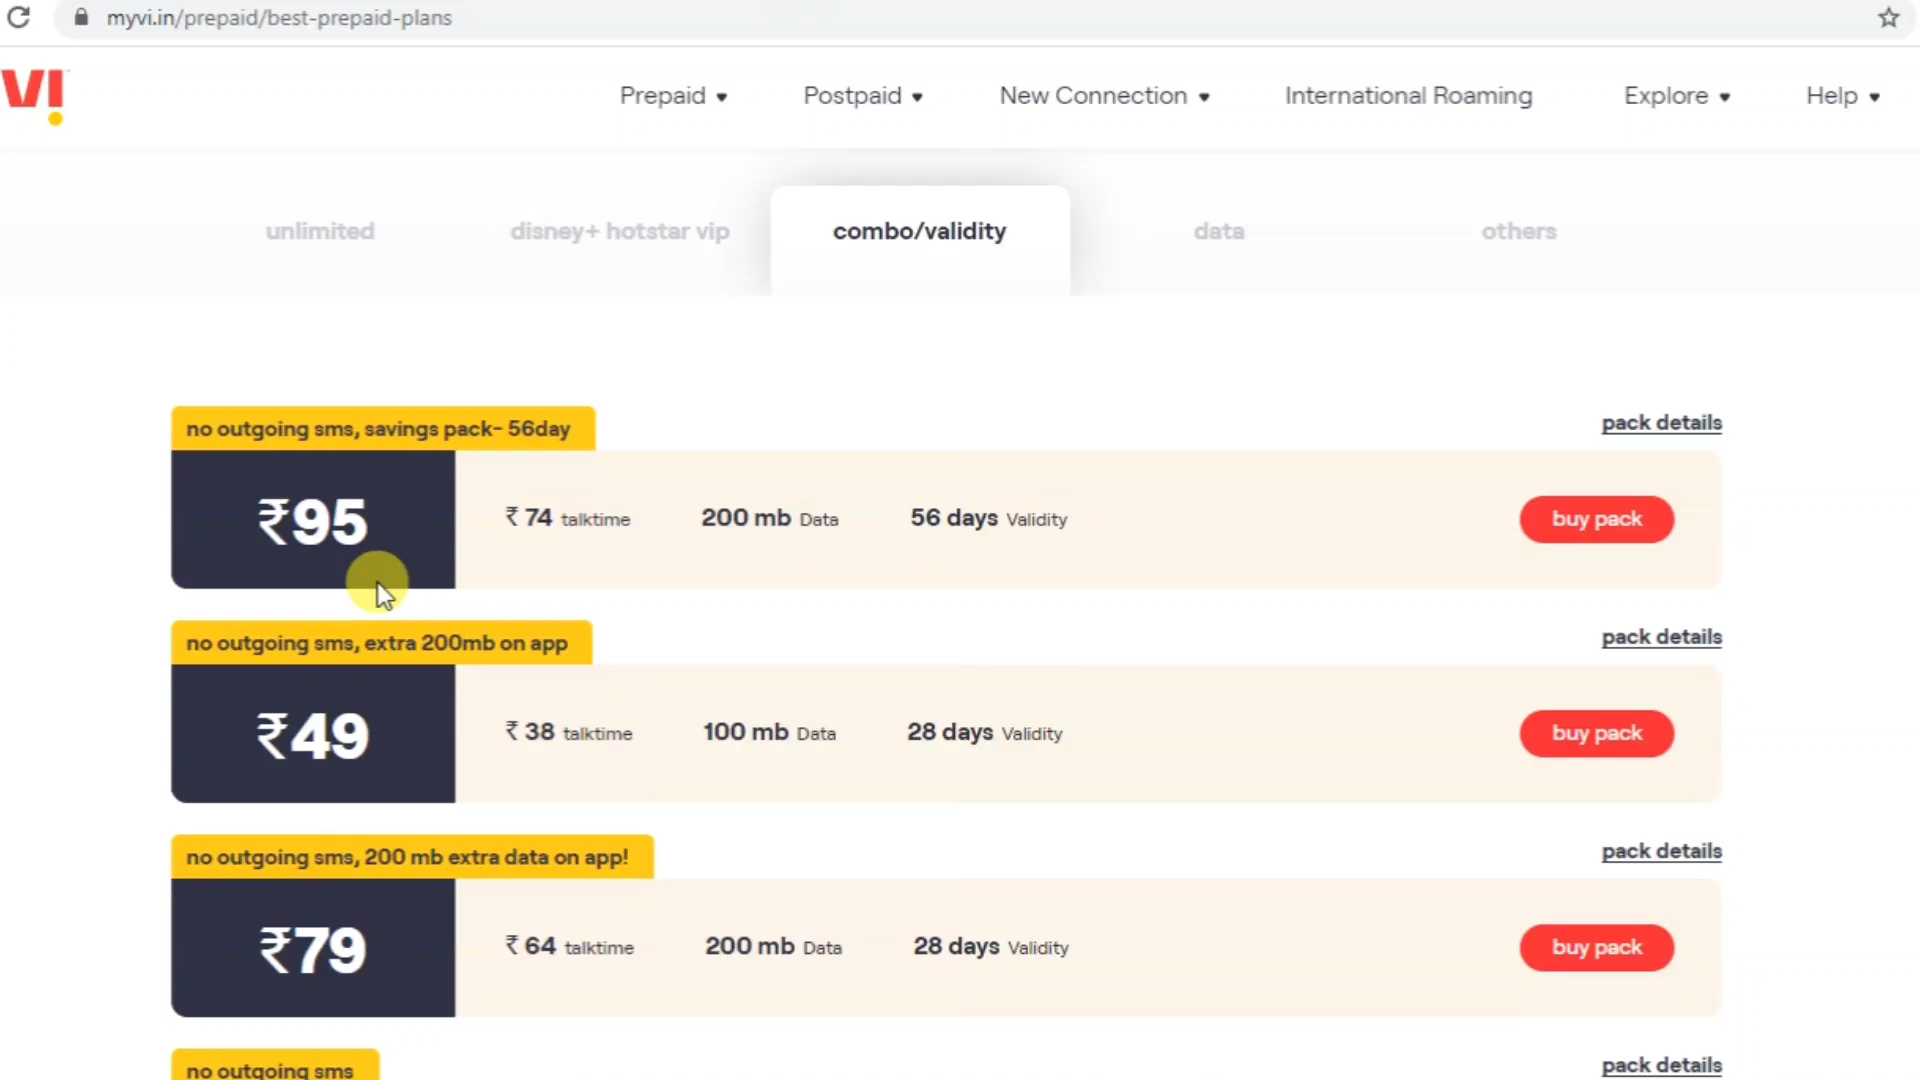 myvi.in/prepaid/best-prepaid-plans
VI
Prepaid Postpaid New Connection International Roaming Explore Help
unlimited disney+ hotstar vip combo/validity data others
no outgoing sms, savings pack- 56day pack details
₹95 ₹ 74 talktime 200 mb Data 56 days Validity buy pack
no outgoing sms, extra 200mb on app pack details
₹49 ₹ 38 talktime 100 mb Data 28 days Validity buy pack
no outgoing sms, 200 mb extra data on app! pack details
₹79 ₹ 64 talktime 200 mb Data 28 days Validity buy pack
no outgoing sms pack details